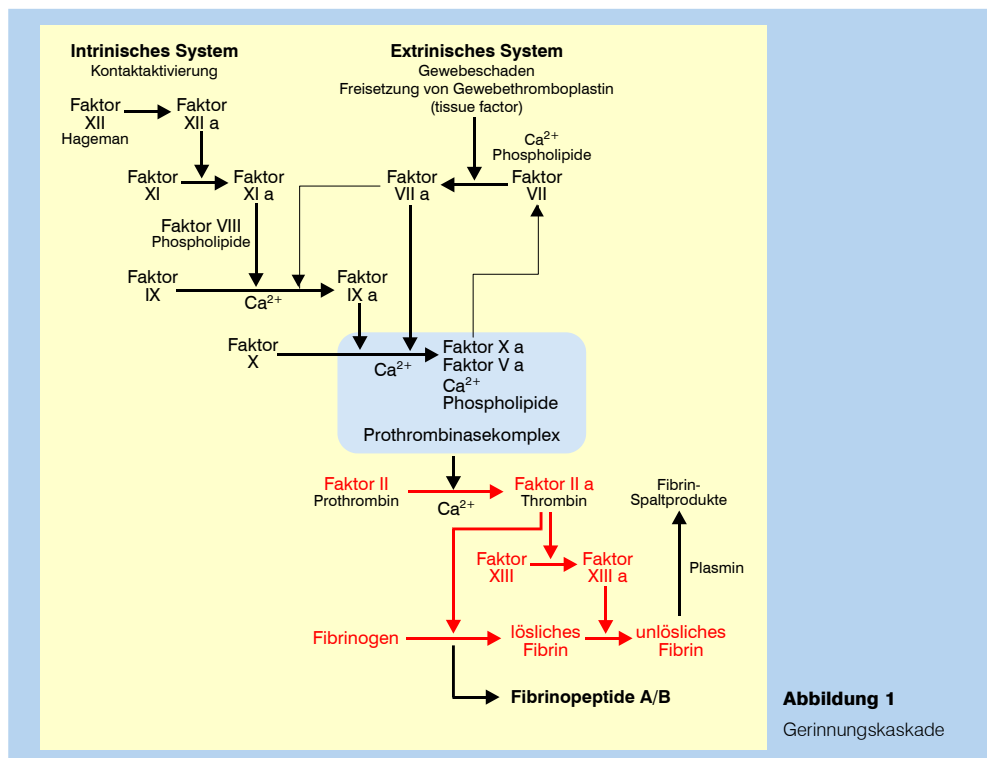 Intrinisches System
Kontaktaktivierung
Extrinisches System
Gewebeschaden
Freisetzung von Gewebethromboplastin
(tissue factor)
Faktor
XII
Hageman
Faktor
XII a
Ca2+
Phospholipide
Faktor
XI
Faktor
XI a
Faktor
VII a
Faktor
VII
Faktor VIII
Phospholipide
Faktor
IX
Ca2+
Faktor
IX a
Faktor
X
Ca2+
Faktor X a
Faktor V a
Ca2+
Phospholipide
Prothrombinasekomplex
Faktor II
Prothrombin
Ca2+
Faktor II a
Thrombin
Fibrin-
Spaltprodukte
Faktor
XIII
Faktor
XIII a
Plasmin
Fibrinogen
lösliches
Fibrin
unlösliches
Fibrin
Fibrinopeptide A/B
Abbildung 1
Gerinnungskaskade